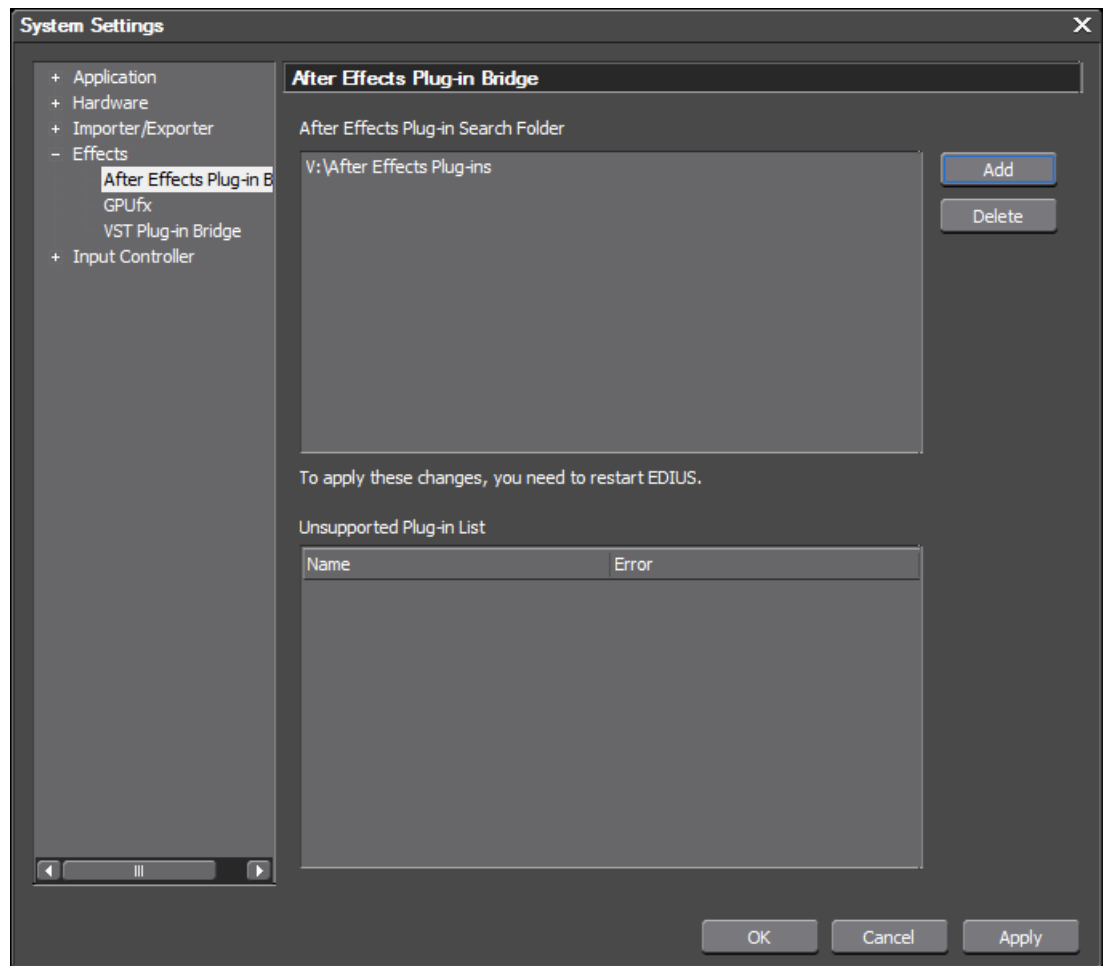 System Settings
+ Application
+ Hardware
+ Importer/Exporter
– Effects
After Effects Plug-in B
GPUfx
VST Plug-in Bridge
+ Input Controller
After Effects Plug-in Bridge
After Effects Plug-in Search Folder
V:\After Effects Plug-ins
Add
Delete
To apply these changes, you need to restart EDIUS.
Unsupported Plug-in List
Name Error
OK Cancel Apply